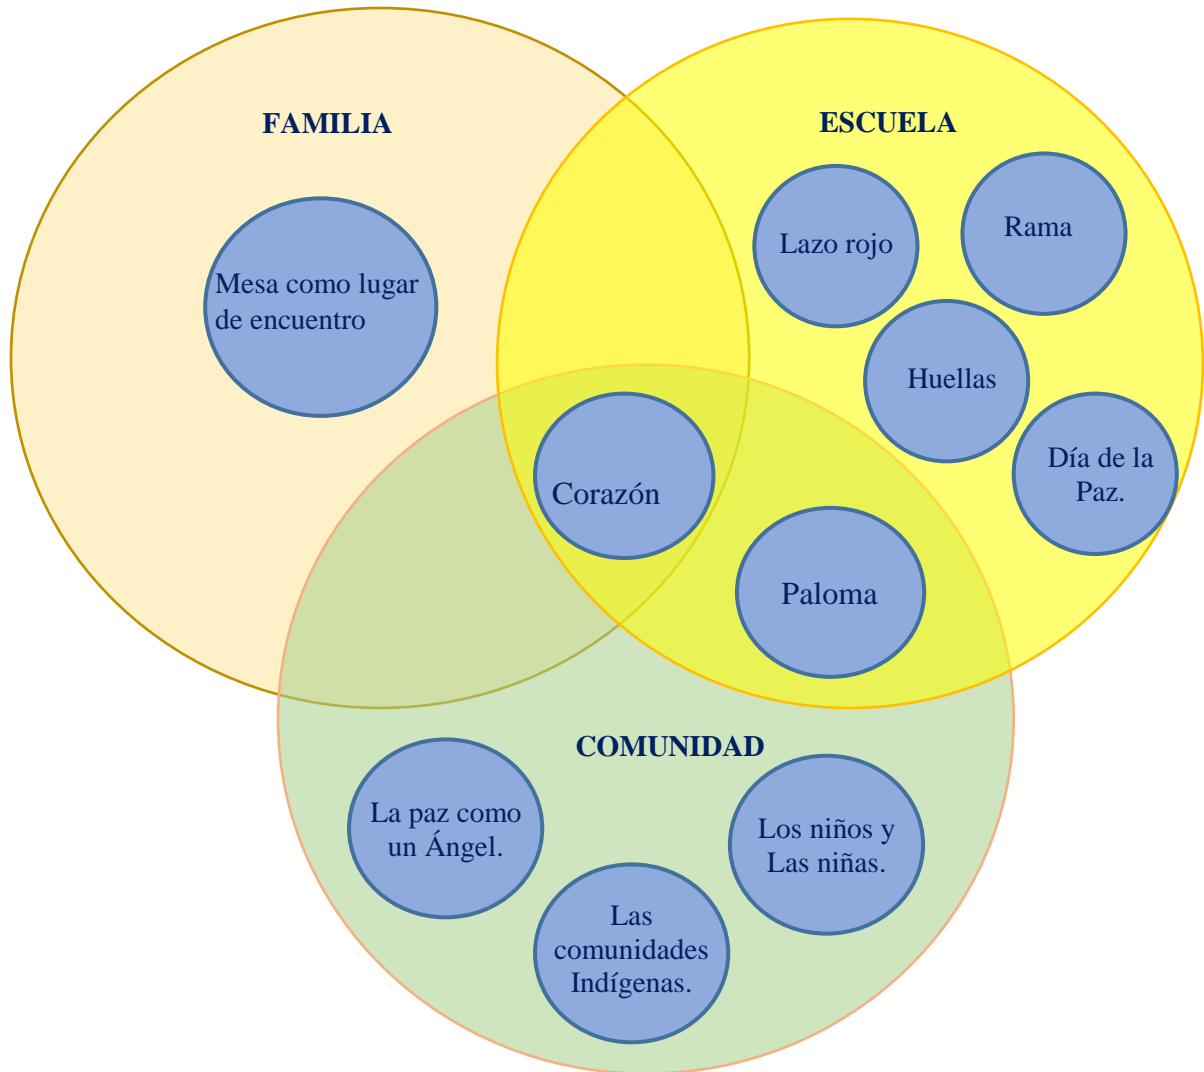 FAMILIA
ESCUELA
Mesa como lugar
de encuentro
Lazo rojo
Rama
Huellas
Día de la
Paz.
Corazón
Paloma
COMUNIDAD
La paz como
un Ángel.
Los niños y
Las niñas.
Las
comunidades
Indígenas.